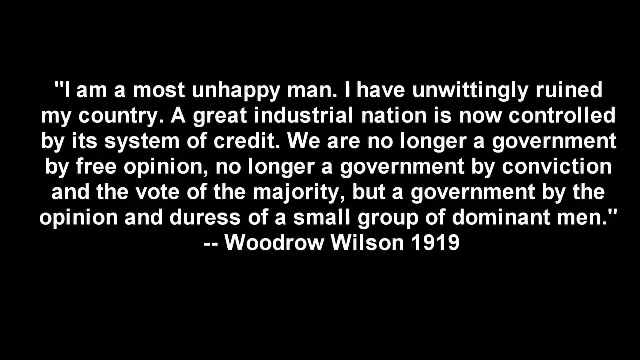 "I am a most unhappy man. I have unwittingly ruined
my country. A great industrial nation is now controlled
by its system of credit. We are no longer a government
by free opinion, no longer a government by conviction
and the vote of the majority, but a government by the
opinion and duress of a small group of dominant men."
-- Woodrow Wilson 1919